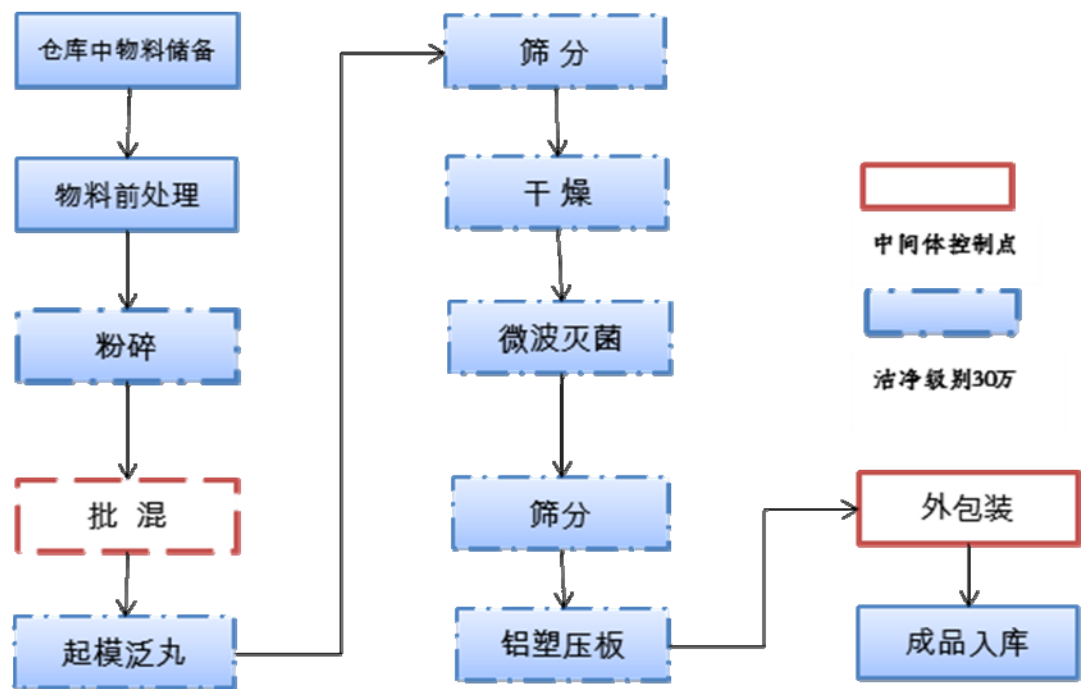 仓库中物料储备
物料前处理
粉碎
批 混
起模泛丸
筛 分
干 燥
微波灭菌
筛分
铝塑压板
外包装
成品入库
中间体控制点
洁净级别30万